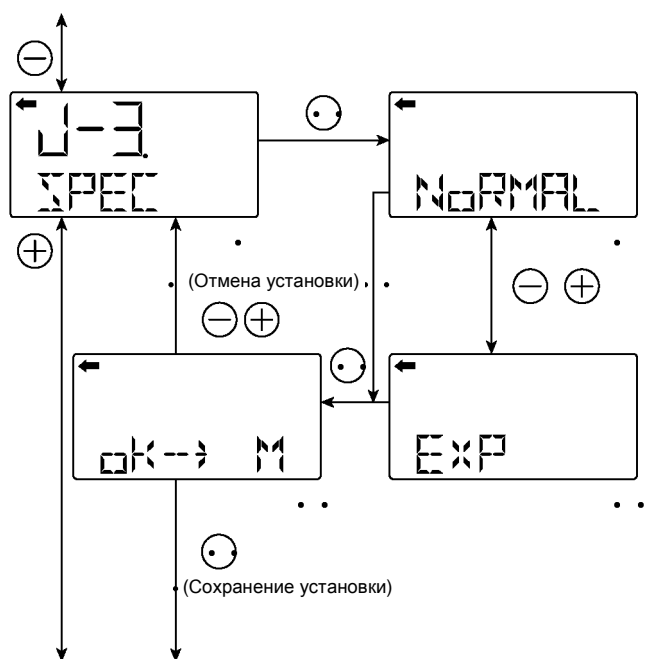 J-3.
SPEC
NoRMAL
(Отмена установки)
oK--→ M
EXP
(Сохранение установки)